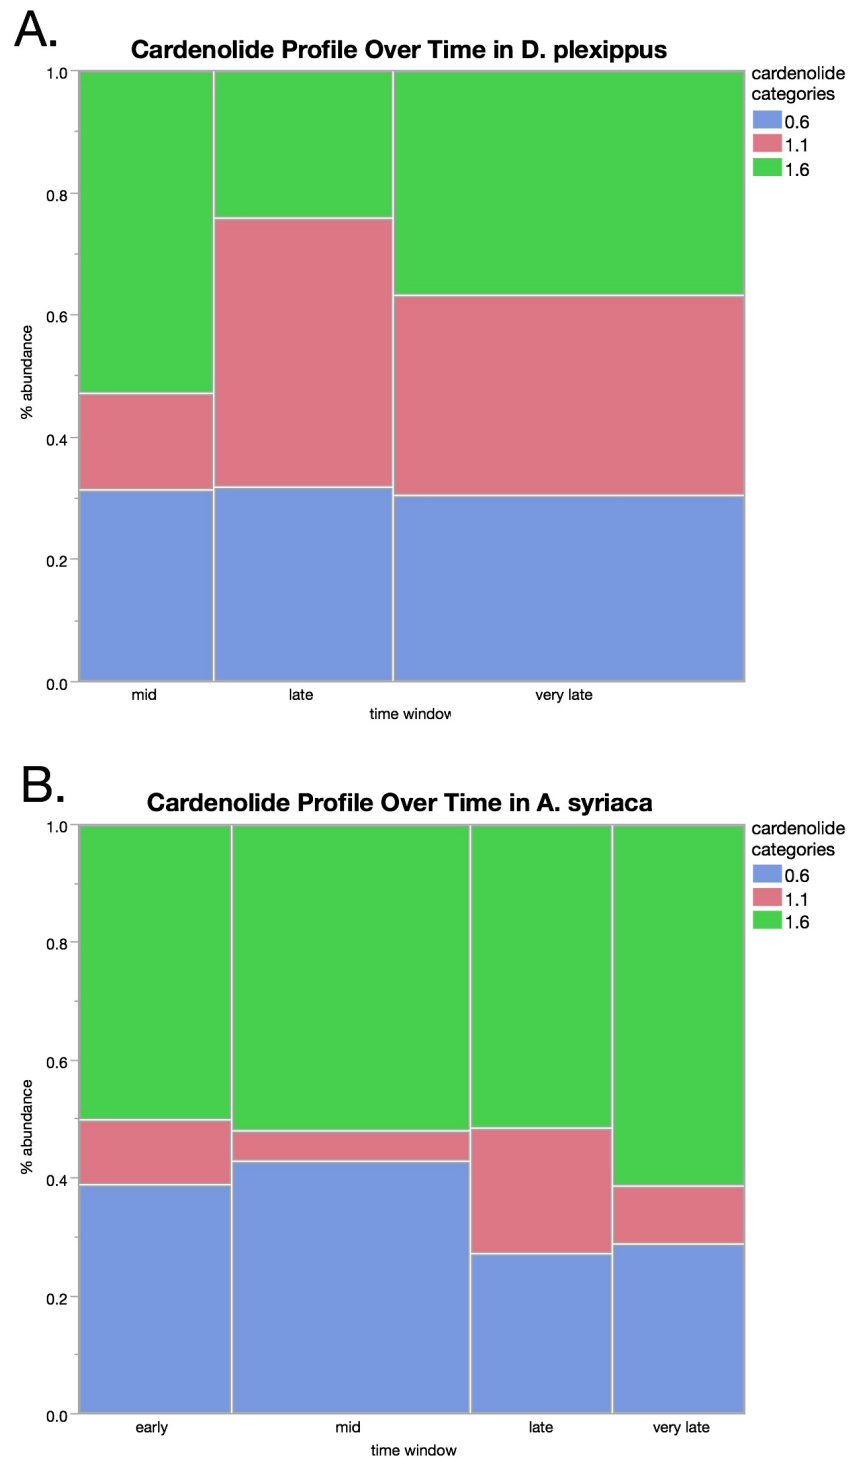 A.
Cardenolide Profile Over Time in D. plexippus
cardenolide
categories
0.6
1.1
1.6
1.0
0.8
0.6
0.4
0.2
0.0
% abundance
mid late very late
time window
B.
Cardenolide Profile Over Time in A. syriaca
cardenolide
categories
0.6
1.1
1.6
1.0
0.8
0.6
0.4
0.2
0.0
% abundance
early mid late very late
time window